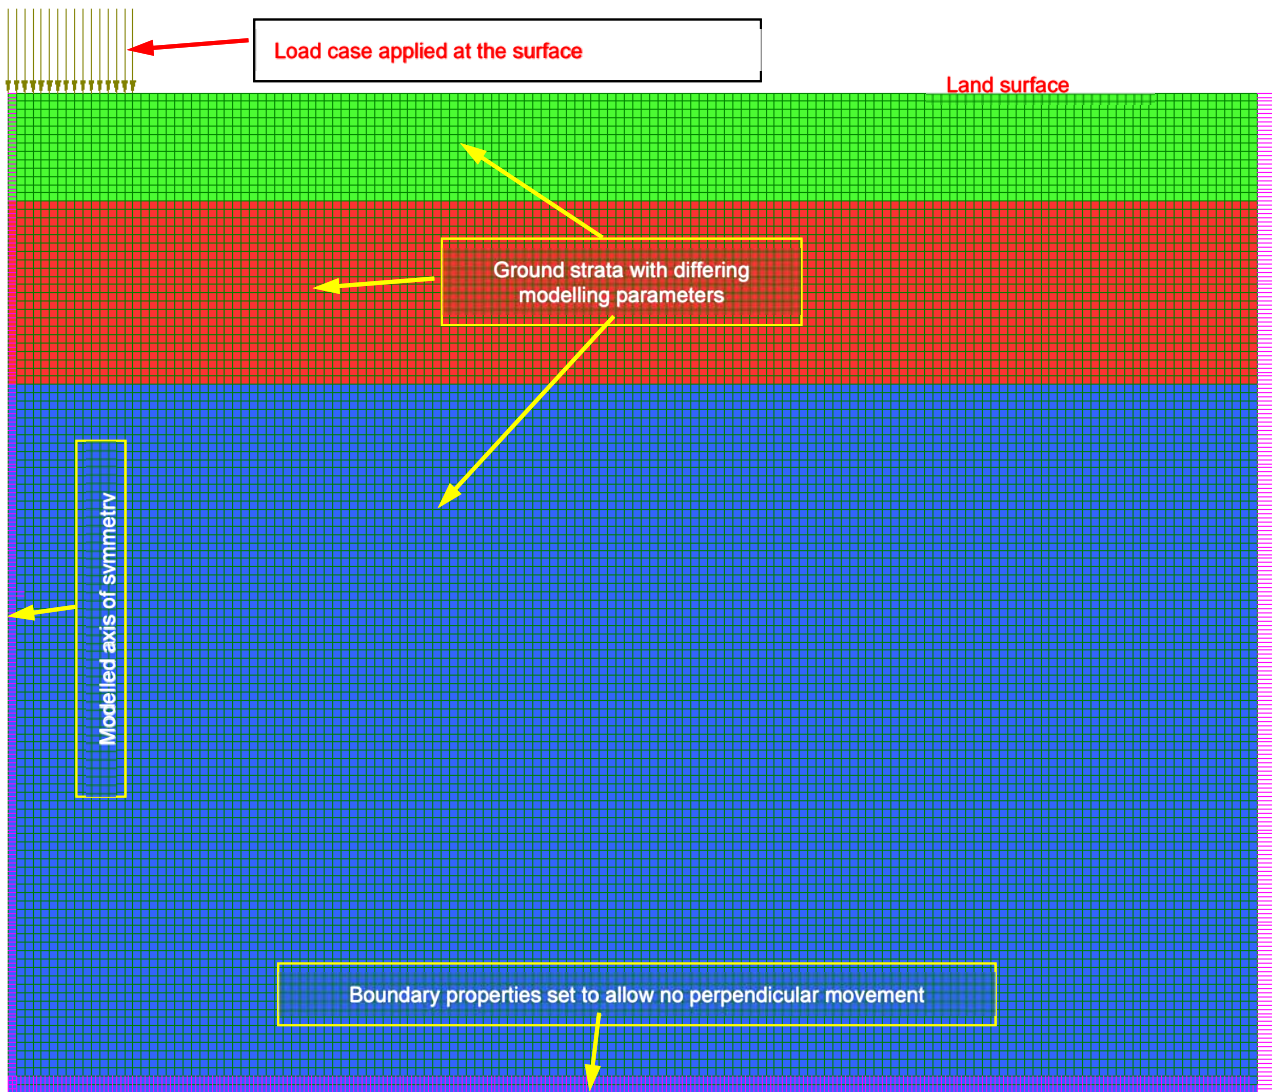 Load case applied at the surface
Land surface
Ground strata with differing
modelling parameters
Modelled axis of symmetry
Boundary properties set to allow no perpendicular movement